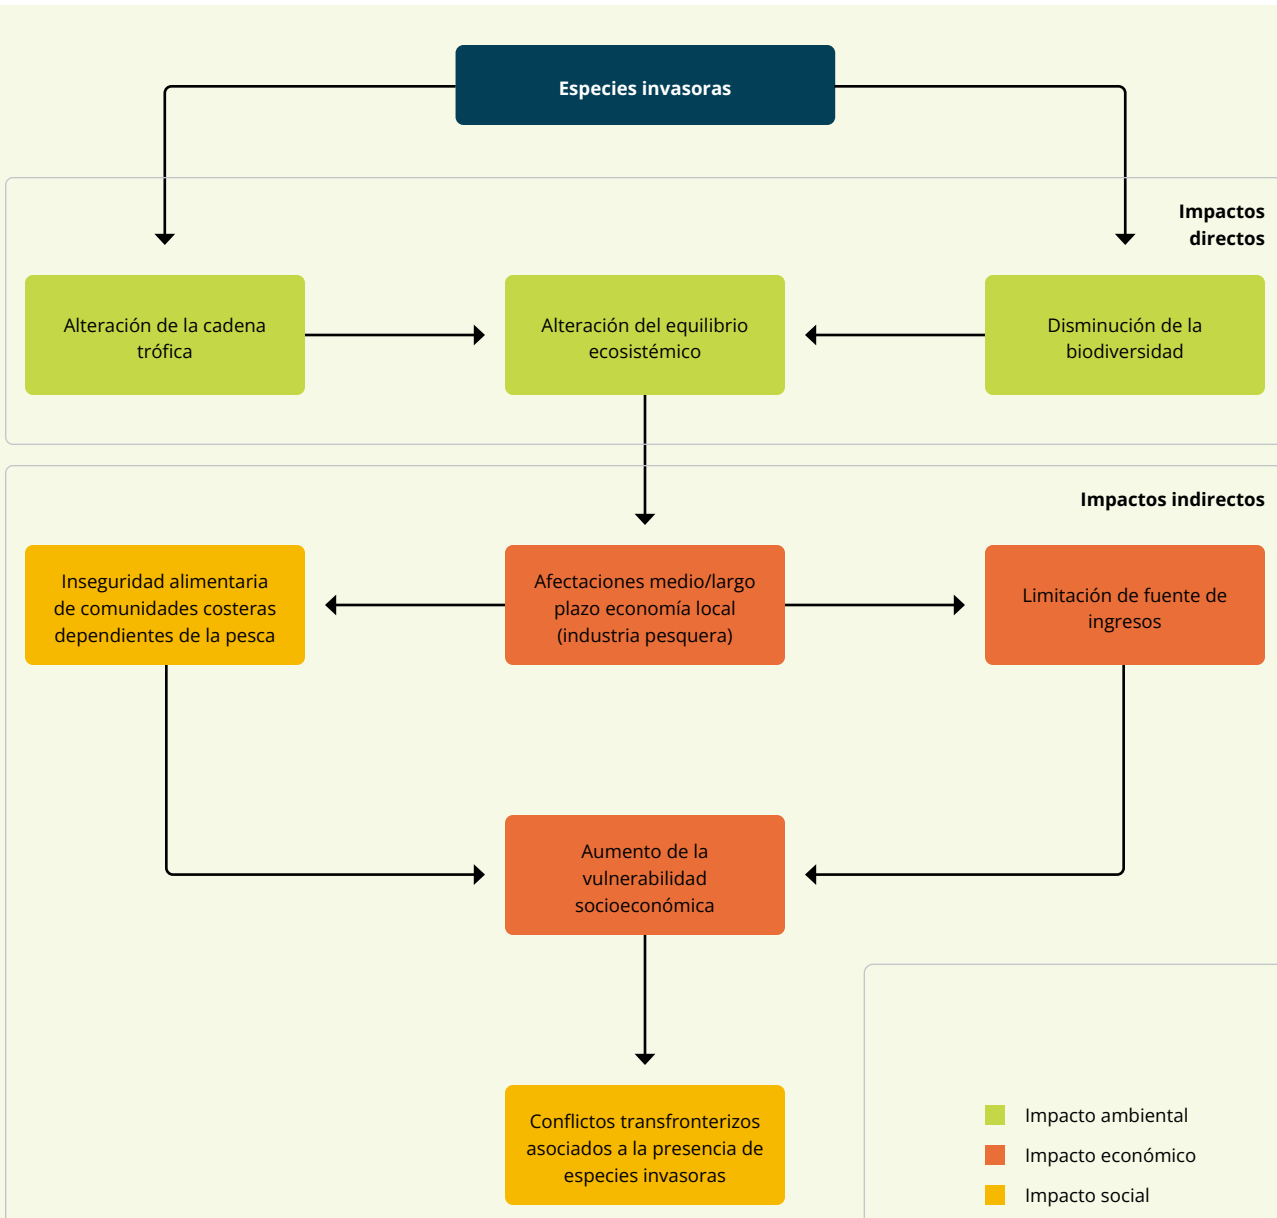 Especies invasoras
Impactos
directos
Alteración de la cadena
trófica
Alteración del equilibrio
ecosistémico
Disminución de la
biodiversidad
Impactos indirectos
Inseguridad alimentaria
de comunidades costeras
dependientes de la pesca
Afectaciones medio/largo
plazo economía local
(industria pesquera)
Limitación de fuente de
ingresos
Aumento de la
vulnerabilidad
socioeconómica
Conflictos transfronterizos
asociados a la presencia de
especies invasoras
Impacto ambiental
Impacto económico
Impacto social